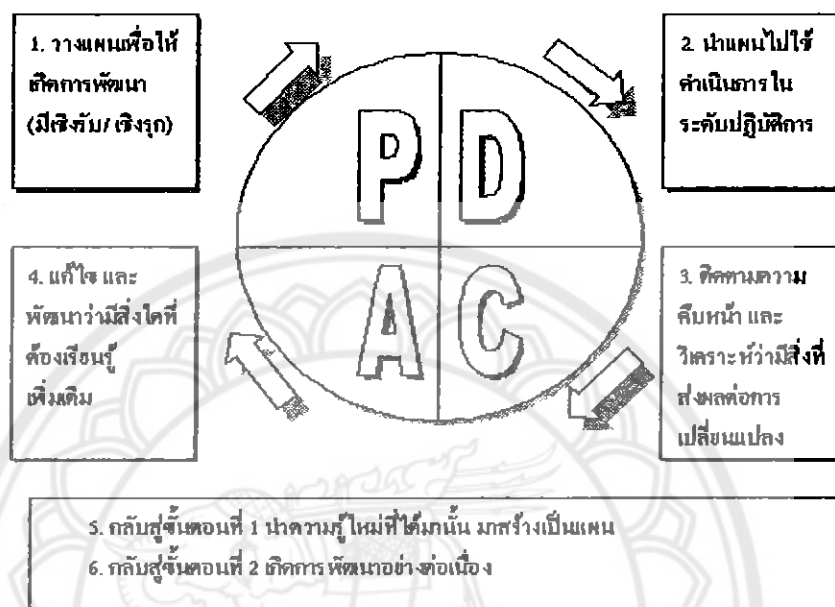 1. วางแผนเพื่อให้
เกิดการพัฒนา
(มีเชิงรับ/ เชิงรุก)
2. นำแผนไปใช้
ดำเนินการ ใน
ระดับปฏิบัติการ
P D
A C
4. แก้ไข และ
พัฒนาว่ามีสิ่งใดที่
ต้องเรียนรู้
เพิ่มเติม
3. ติดตามความ
คืบหน้า และ
วิเคราะห์ว่ามีสิ่งที่
ส่งผลต่อการ
เปลี่ยนแปลง
5. กลับสู่ขั้นตอนที่ 1 นำความรู้ใหม่ที่ได้มานั้น มาสร้างเป็นแผน
6. กลับสู่ขั้นตอนที่ 2 เกิดการพัฒนาอย่างต่อเนื่อง